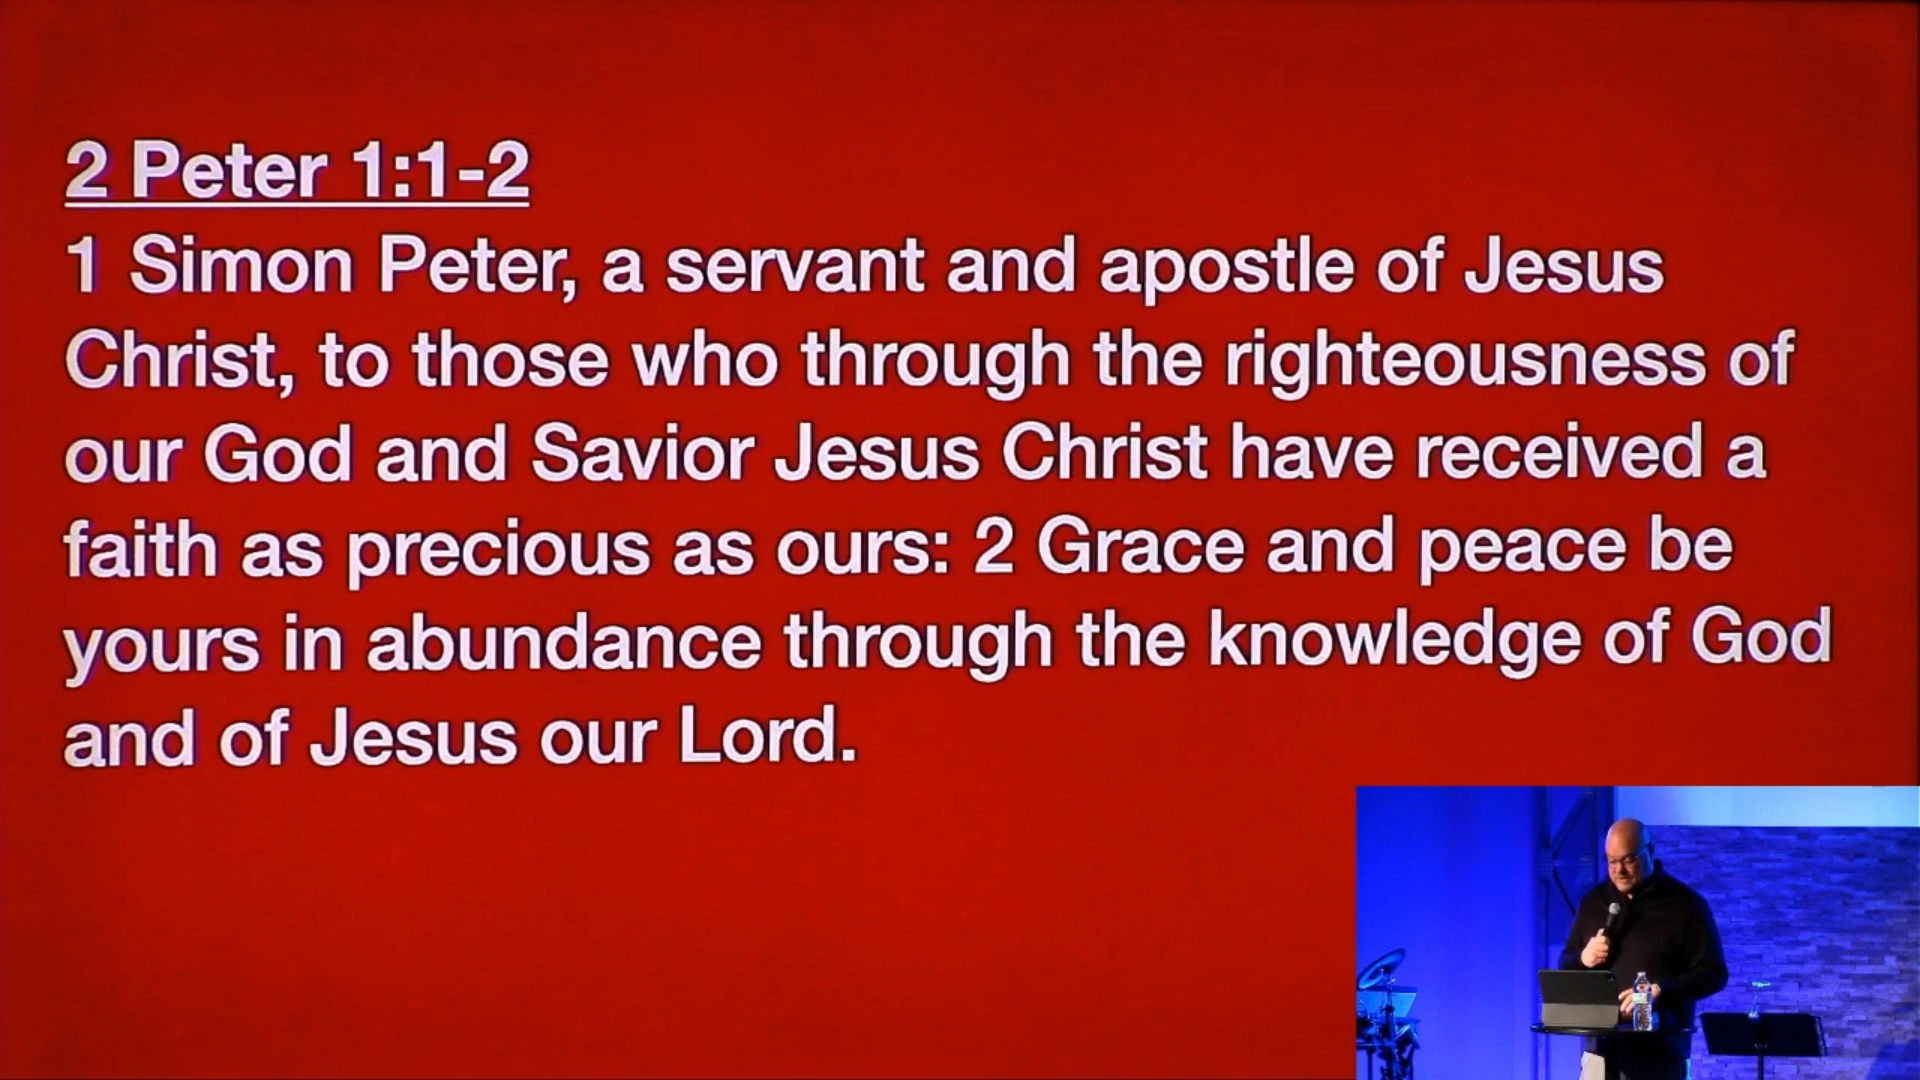 2 Peter 1:1-2
1 Simon Peter, a servant and apostle of Jesus
Christ, to those who through the righteousness of
our God and Savior Jesus Christ have received a
faith as precious as ours: 2 Grace and peace be
yours in abundance through the knowledge of God
and of Jesus our Lord.